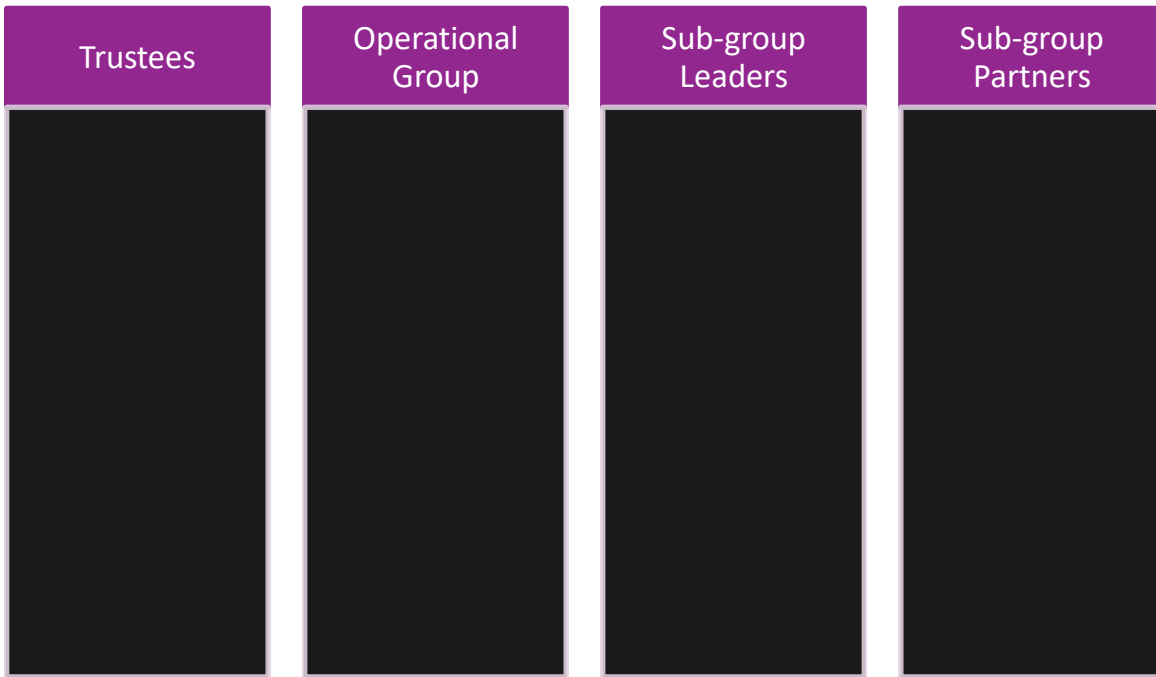 Trustees
Operational
Group
Sub-group
Leaders
Sub-group
Partners